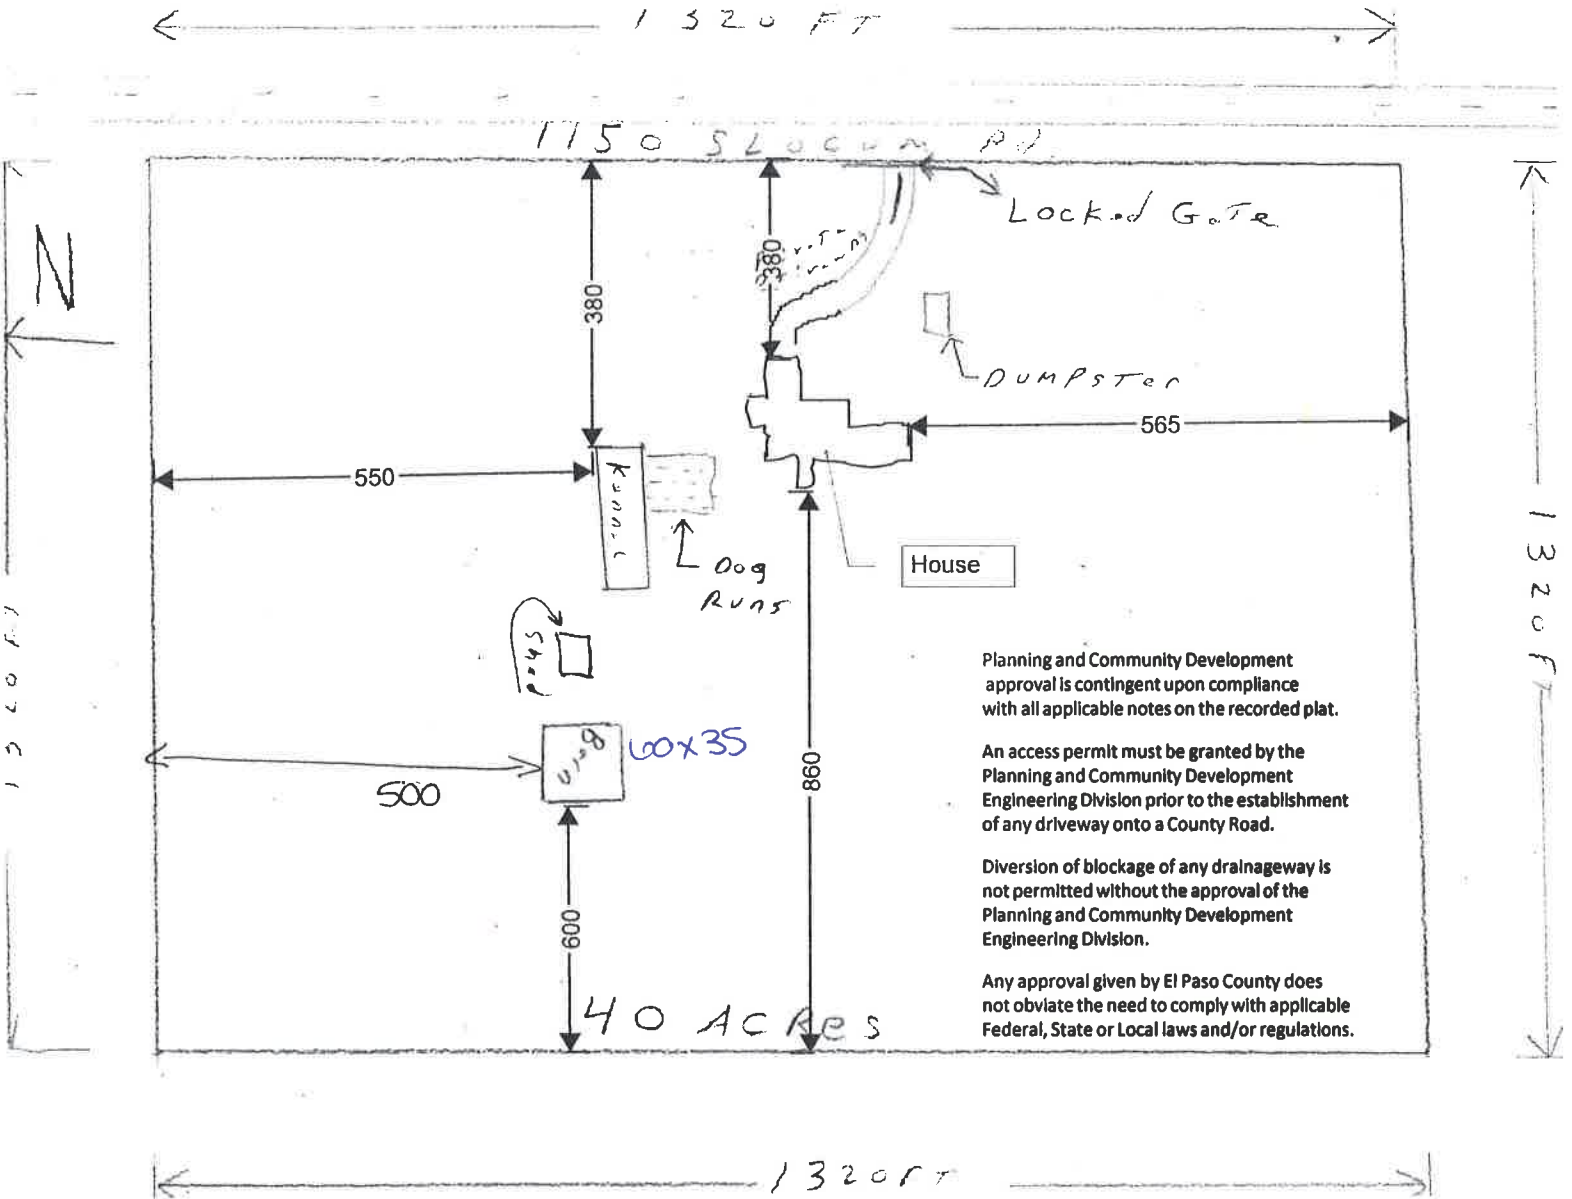 1320 FT
1150 SLOCUM Rd
N
Locked Gate
380
380
DUMPSTER
565
550
Kennel
Dog
Runs
House
Shed
Barn
60x35
500
860
600
1320 FT
1320 FT
Planning and Community Development
approval is contingent upon compliance
with all applicable notes on the recorded plat.
An access permit must be granted by the
Planning and Community Development
Engineering Division prior to the establishment
of any driveway onto a County Road.
Diversion of blockage of any drainageway is
not permitted without the approval of the
Planning and Community Development
Engineering Division.
Any approval given by El Paso County does
not obviate the need to comply with applicable
Federal, State or Local laws and/or regulations.
40 ACRes
1320 FT